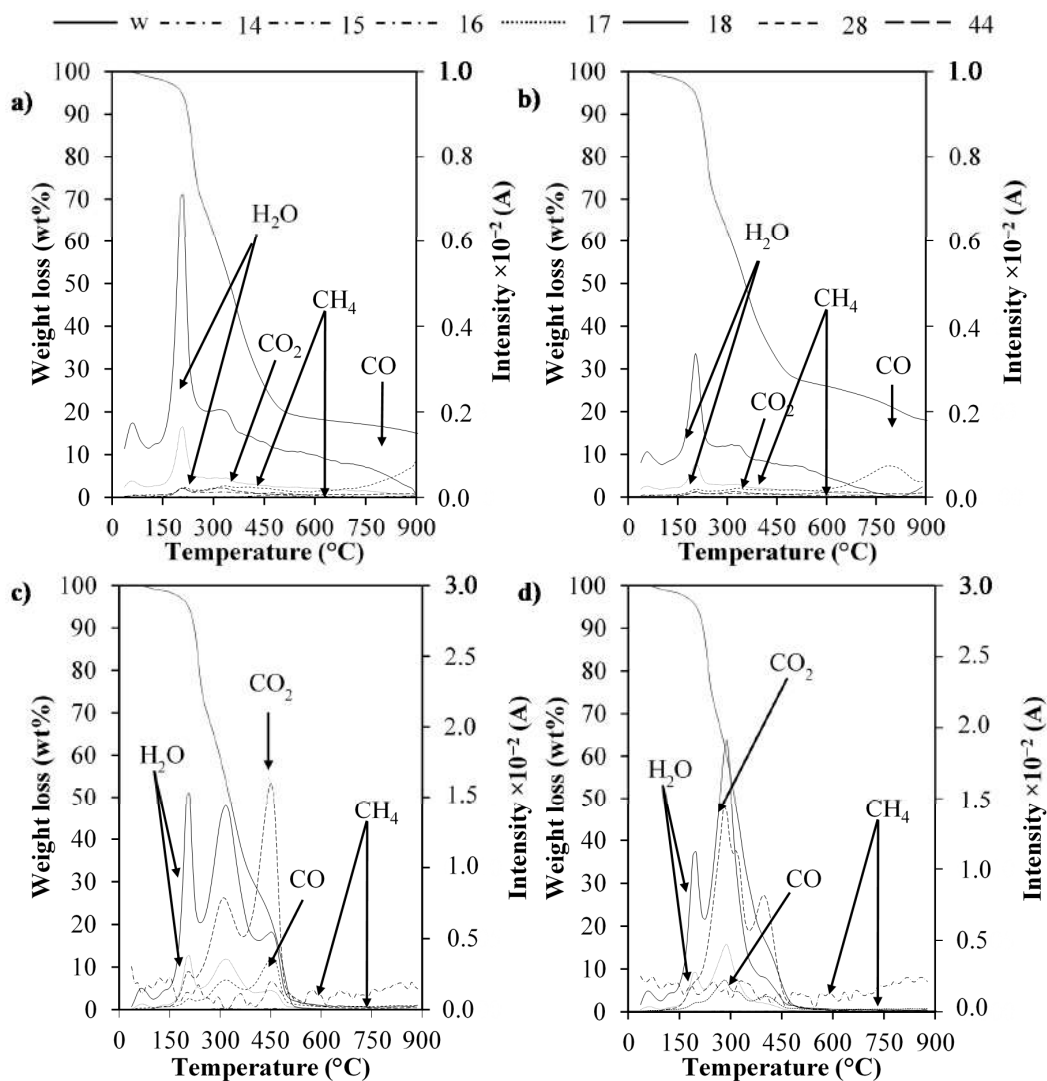 w 14 15 16 17 18 28 44
a)
Weight loss (wt%)
100
90
80
70
60
50
40
30
20
10
0
H₂O
CO₂
CH₄
CO
1.0
0.8
0.6
0.4
0.2
0.0
Intensity ×10⁻² (A)
0 150 300 450 600 750 900
Temperature (°C)
b)
Weight loss (wt%)
100
90
80
70
60
50
40
30
20
10
0
H₂O
CH₄
CO
CO₂
1.0
0.8
0.6
0.4
0.2
0.0
Intensity ×10⁻² (A)
0 150 300 450 600 750 900
Temperature (°C)
c)
Weight loss (wt%)
100
90
80
70
60
50
40
30
20
10
0
CO₂
H₂O
CH₄
CO
3.0
2.5
2.0
1.5
1.0
0.5
0.0
Intensity ×10⁻² (A)
0 150 300 450 600 750 900
Temperature (°C)
d)
Weight loss (wt%)
100
90
80
70
60
50
40
30
20
10
0
CO₂
H₂O
CH₄
CO
3.0
2.5
2.0
1.5
1.0
0.5
0.0
Intensity ×10⁻² (A)
0 150 300 450 600 750 900
Temperature (°C)